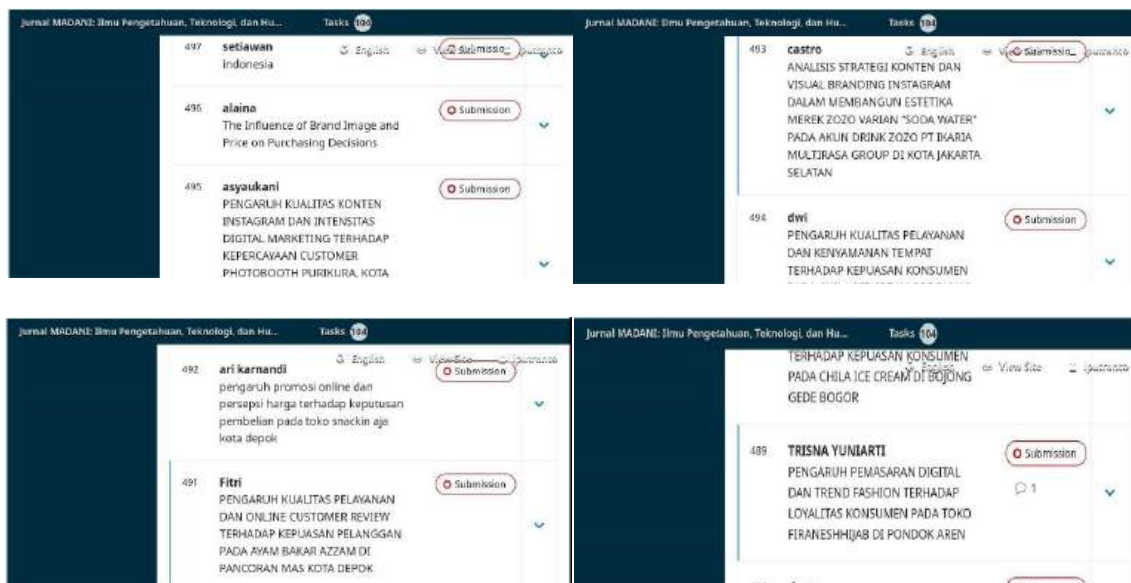 Jurnal MADANI: Ilmu Pengetahuan, Teknologi, dan Hu... Tasks 104
English
497 setiawan
indonesia
496 alaina Submission
The Influence of Brand Image and
Price on Purchasing Decisions
495 asyaukani Submission
PENGARUH KUALITAS KONTEN
INSTAGRAM DAN INTENSITAS
DIGITAL MARKETING TERHADAP
KEPERCAYAAN CUSTOMER
PHOTOBOOTH PURIKURA, KOTA
Jurnal MADANI: Ilmu Pengetahuan, Teknologi, dan Hu... Tasks 104
English
493 castro
ANALISIS STRATEGI KONTEN DAN
VISUAL BRANDING INSTAGRAM
DALAM MEMBANGUN ESTETIKA
MEREK ZOZO VARIAN "SODA WATER"
PADA AKUN DRINK ZOZO PT IKARIA
MULTIRASA GROUP DI KOTA JAKARTA
SELATAN
494 dwi Submission
PENGARUH KUALITAS PELAYANAN
DAN KENYAMANAN TEMPAT
TERHADAP KEPUASAN KONSUMEN
Jurnal MADANI: Ilmu Pengetahuan, Teknologi, dan Hu... Tasks 104
English View Site
492 ari karnandi Submission
pengaruh promosi online dan
persepsi harga terhadap keputusan
pembelian pada toko snackin aja
kota depok
491 Fitri Submission
PENGARUH KUALITAS PELAYANAN
DAN ONLINE CUSTOMER REVIEW
TERHADAP KEPUASAN PELANGGAN
PADA AYAM BAKAR AZZAM DI
PANCORAN MAS KOTA DEPOK
Jurnal MADANI: Ilmu Pengetahuan, Teknologi, dan Hu... Tasks 104
TERHADAP KEPUASAN KONSUMEN
English View Site
PADA CHILA ICE CREAM DI BOJONG
GEDE BOGOR
489 TRISNA YUNIARTI Submission
PENGARUH PEMASARAN DIGITAL 1
DAN TREND FASHION TERHADAP
LOYALITAS KONSUMEN PADA TOKO
FIRANESHHIJAB DI PONDOK AREN